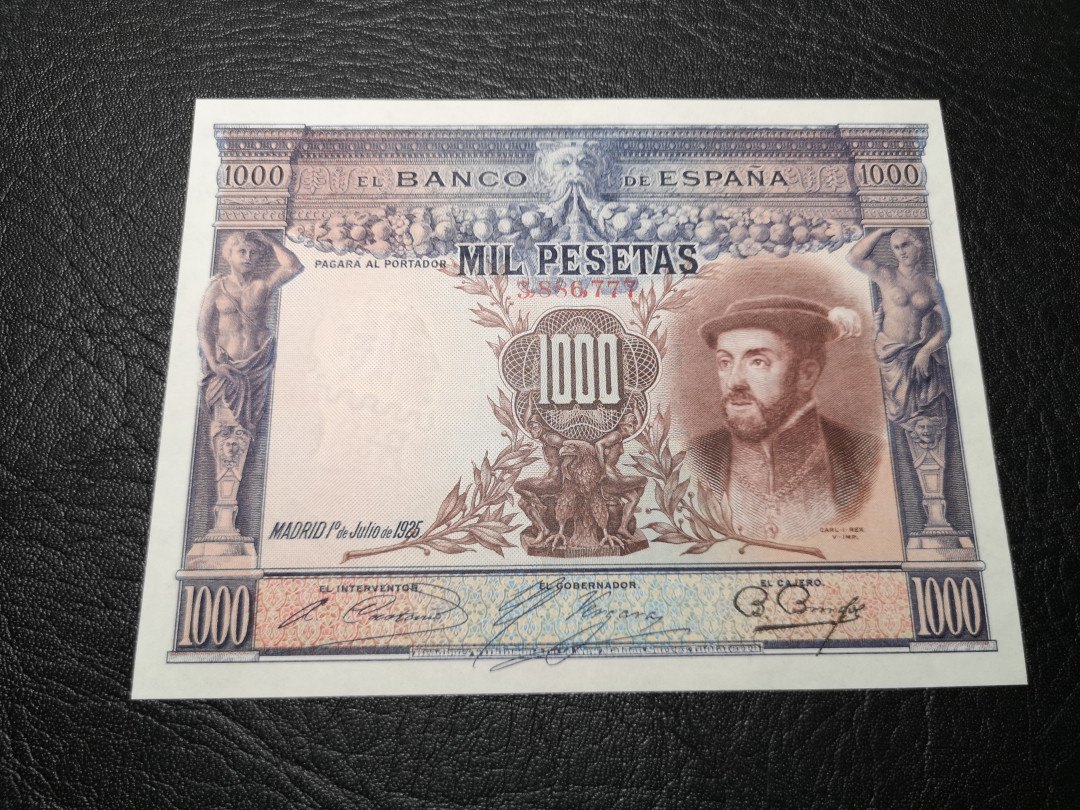 1000 EL BANCO DE ESPAÑA 1000
PAGARÁ AL PORTADOR MIL PESETAS
3,886,777
1000
MADRID 1º de Julio de 1925
CARL·I·REX
V·IMP.
EL INTERVENTOR, EL GOBERNADOR, EL CAJERO,
1000 1000